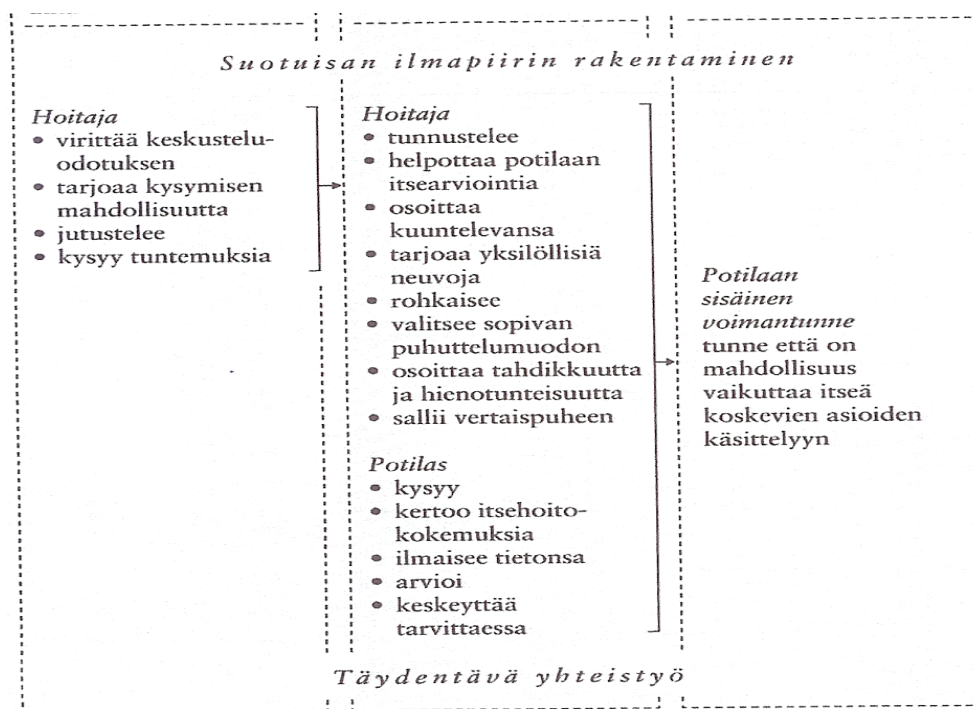 Suotuisan ilmapiirin rakentaminen
Hoitaja
• virittää keskustelu-
odotuksen
• tarjoaa kysymisen
mahdollisuutta
• jutustelee
• kysyy tuntemuksia
Hoitaja
• tunnustelee
• helpottaa potilaan
itsearviointia
• osoittaa
kuuntelevansa
• tarjoaa yksilöllisiä
neuvoja
• rohkaisee
• valitsee sopivan
puhuttelumuodon
• osoittaa tahdikkuutta
ja hienotunteisuutta
• sallii vertaispuheen
Potilas
• kysyy
• kertoo itsehoito-
kokemuksia
• ilmaisee tietonsa
• arvioi
• keskeyttää
tarvittaessa
Potilaan
sisäinen
voimantunne
tunne että on
mahdollisuus
vaikuttaa itseä
koskevien asioiden
käsittelyyn
Täydentävä yhteistyö